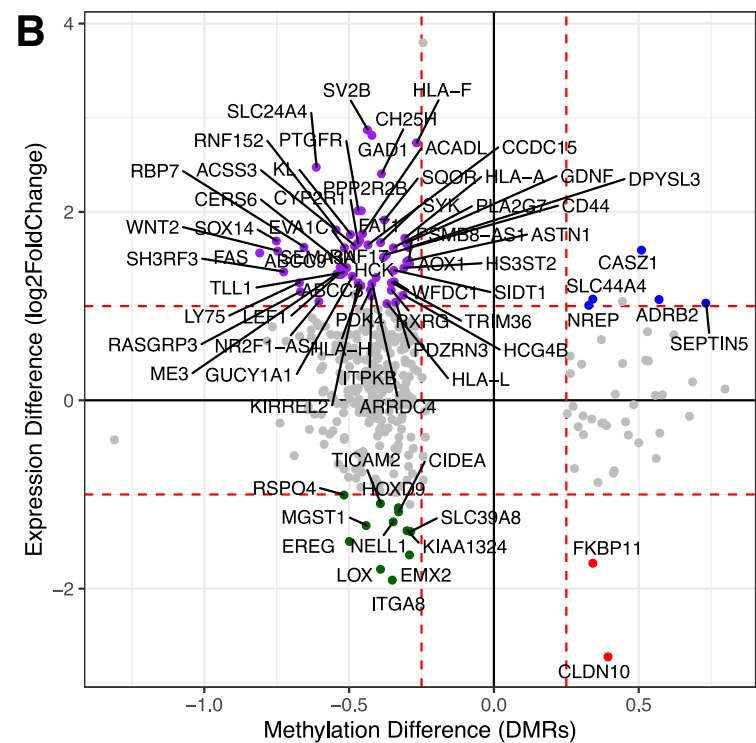 B
4
2
0
−2
Expression Difference (log2FoldChange)
−1.0
−0.5
0.0
0.5
Methylation Difference (DMRs)
SV2B
HLA−F
SLC24A4
CH25H
RNF152
PTGFR
GAD1
ACADL
CCDC15
RBP7
ACSS3
KL
SQOR
HLA−A
GDNF
DPYSL3
CERS6
CYP2R1
PPP2R2B
SYK
PLA2G7
CD44
WNT2
SOX14
EVA1C
FAT1
PSMB8−AS1
ASTN1
SH3RF3
FAS
ABCC9
HCK
AOX1
HS3ST2
CASZ1
TLL1
ABCC3
WFDC1
SIDT1
SLC44A4
LY75
LEF1
PDK4
RXRG
TRIM36
NREP
ADRB2
RASGRP3
NR2F1−AS1
HLA−H
PDZRN3
HCG4B
SEPTIN5
ME3
GUCY1A1
ITPKB
HLA−L
KIRREL2
ARRDC4
TICAM2
CIDEA
RSPO4
HOXD9
MGST1
SLC39A8
EREG
NELL1
KIAA1324
FKBP11
LOX
EMX2
ITGA8
CLDN10